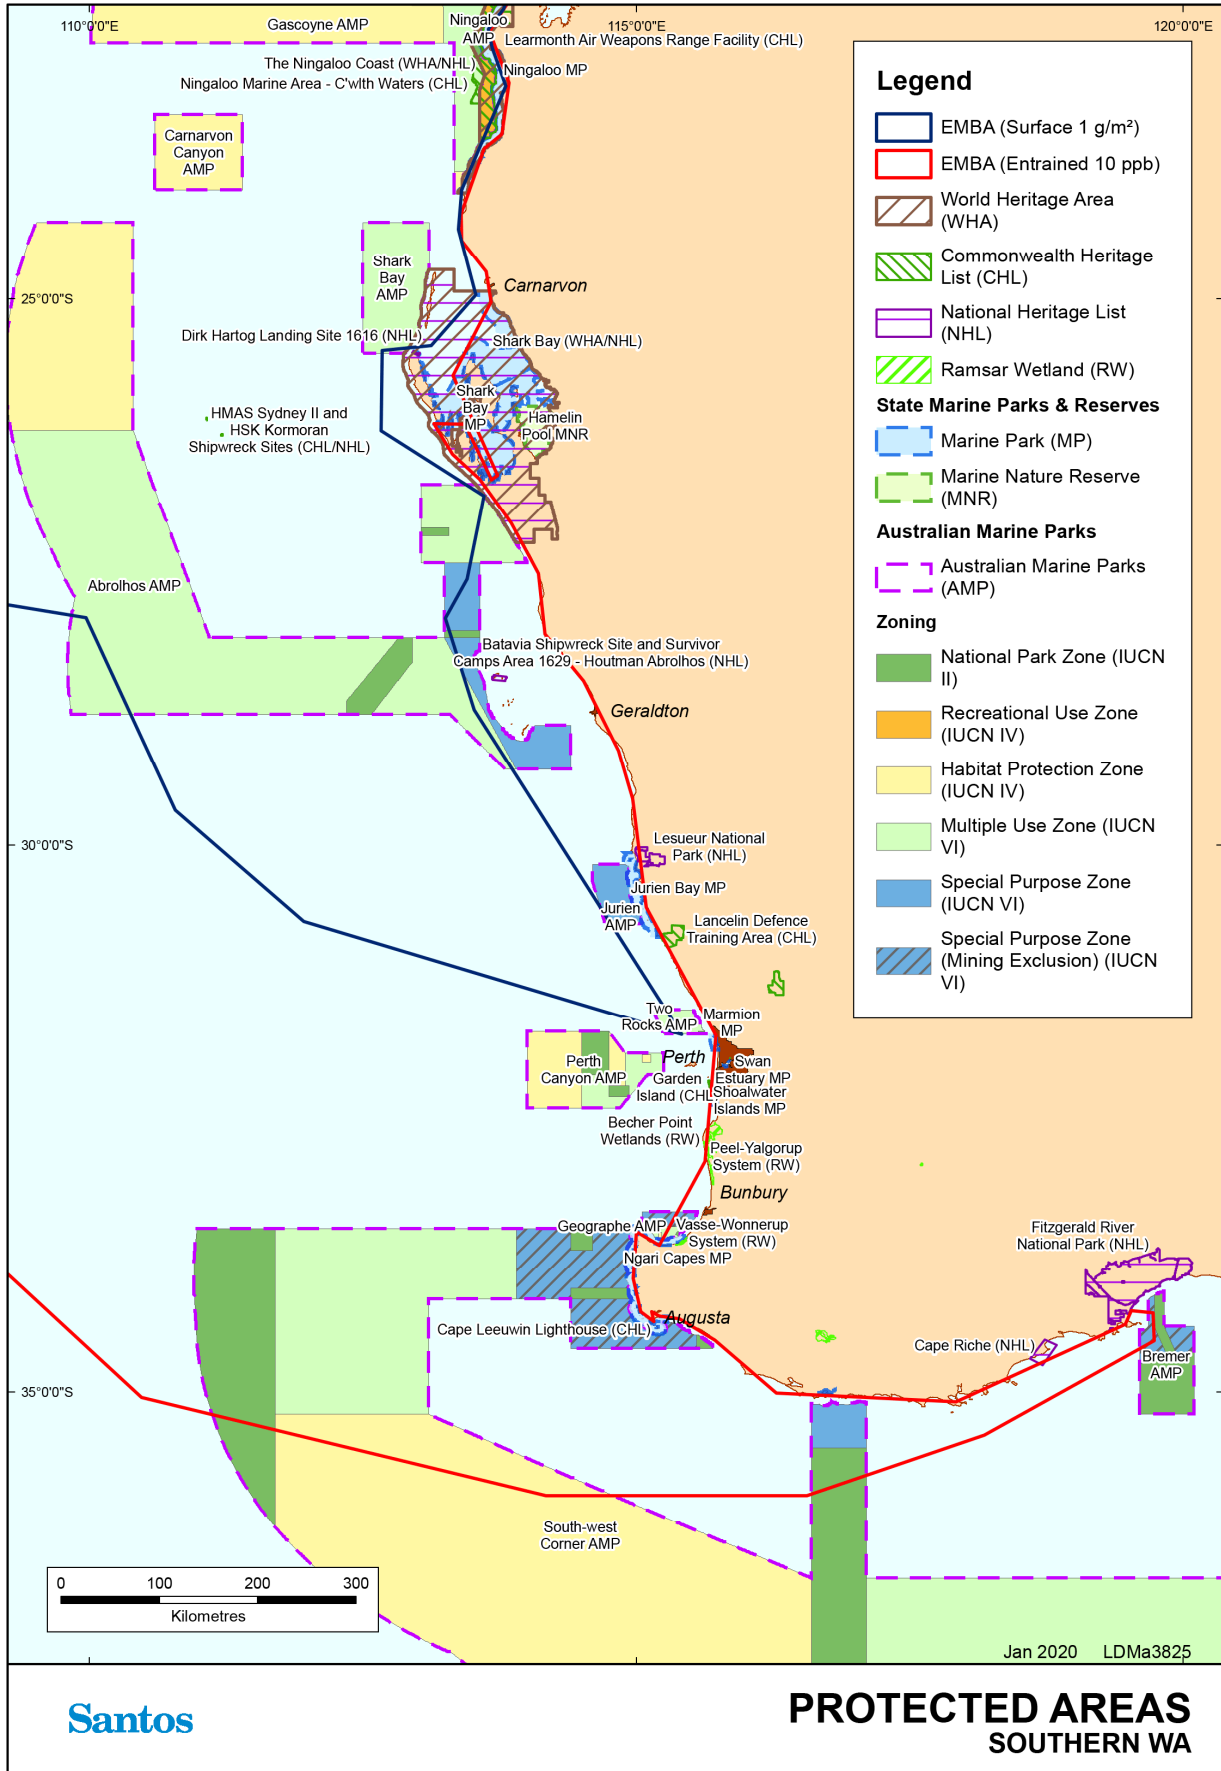 110°0'0"E
115°0'0"E
120°0'0"E
Gascoyne AMP
Ningaloo
AMP
Learmonth Air Weapons Range Facility (CHL)
The Ningaloo Coast (WHA/NHL)
Ningaloo MP
Ningaloo Marine Area - C'wlth Waters (CHL)
Carnarvon
Canyon
AMP
Shark
Bay
AMP
Carnarvon
25°0'0"S
Dirk Hartog Landing Site 1616 (NHL)
Shark Bay (WHA/NHL)
Shark
Bay
MP
Hamelin
Pool MNR
HMAS Sydney II and
HSK Kormoran
Shipwreck Sites (CHL/NHL)
Abrolhos AMP
Batavia Shipwreck Site and Survivor
Camps Area 1629 - Houtman Abrolhos (NHL)
Geraldton
30°0'0"S
Lesueur National
Park (NHL)
Jurien Bay MP
Jurien
AMP
Lancelin Defence
Training Area (CHL)
Two
Rocks AMP
Marmion
MP
Perth
Canyon AMP
Perth
Swan
Estuary MP
Garden
Island (CHL)
Shoalwater
Islands MP
Becher Point
Wetlands (RW)
Peel-Yalgorup
System (RW)
Bunbury
Geographe AMP
Vasse-Wonnerup
System (RW)
Ngari Capes MP
Fitzgerald River
National Park (NHL)
Augusta
Cape Leeuwin Lighthouse (CHL)
Cape Riche (NHL)
Bremer
AMP
35°0'0"S
South-west
Corner AMP
Legend
EMBA (Surface 1 g/m²)
EMBA (Entrained 10 ppb)
World Heritage Area
(WHA)
Commonwealth Heritage
List (CHL)
National Heritage List
(NHL)
Ramsar Wetland (RW)
State Marine Parks & Reserves
Marine Park (MP)
Marine Nature Reserve
(MNR)
Australian Marine Parks
Australian Marine Parks
(AMP)
Zoning
National Park Zone (IUCN
II)
Recreational Use Zone
(IUCN IV)
Habitat Protection Zone
(IUCN IV)
Multiple Use Zone (IUCN
VI)
Special Purpose Zone
(IUCN VI)
Special Purpose Zone
(Mining Exclusion) (IUCN
VI)
0 100 200 300
Kilometres
Jan 2020 LDMa3825
Santos
PROTECTED AREAS
SOUTHERN WA